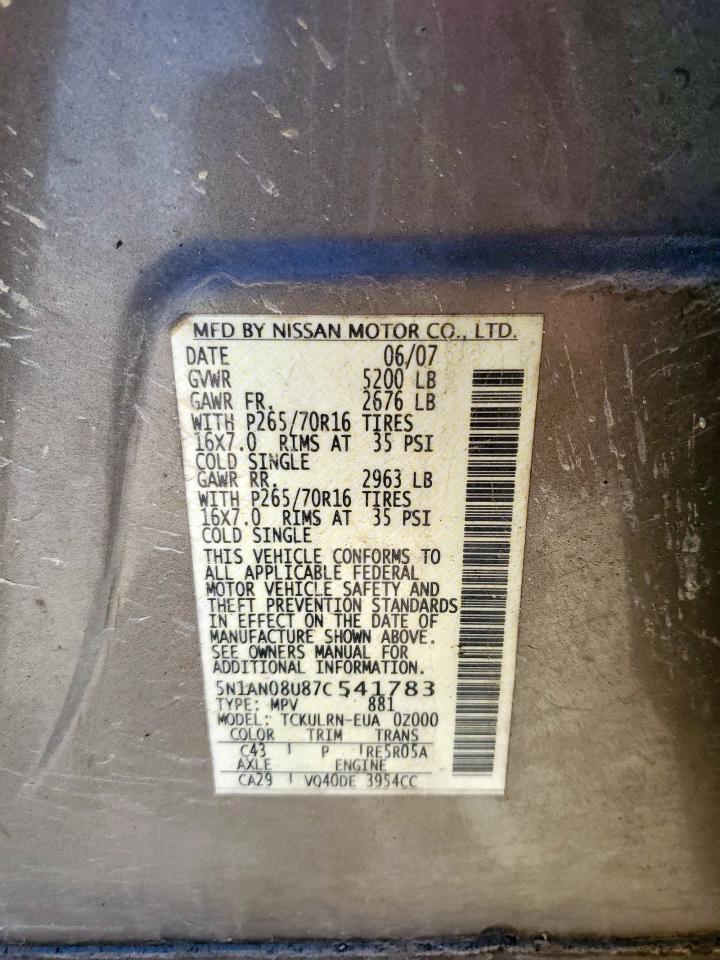 MFD BY NISSAN MOTOR CO., LTD.
DATE 06/07
GVWR 5200 LB
GAWR FR. 2676 LB
WITH P265/70R16 TIRES
16X7.0 RIMS AT 35 PSI
COLD SINGLE
GAWR RR. 2963 LB
WITH P265/70R16 TIRES
16X7.0 RIMS AT 35 PSI
COLD SINGLE
THIS VEHICLE CONFORMS TO
ALL APPLICABLE FEDERAL
MOTOR VEHICLE SAFETY AND
THEFT PREVENTION STANDARDS
IN EFFECT ON THE DATE OF
MANUFACTURE SHOWN ABOVE.
SEE OWNERS MANUAL FOR
ADDITIONAL INFORMATION.
5N1AN08U87C541783
TYPE: MPV 881
MODEL: TCKULRN-EUA 0Z000
COLOR TRIM TRANS
C43 P RE5R05A
AXLE ENGINE
CA29 VQ40DE 3954CC